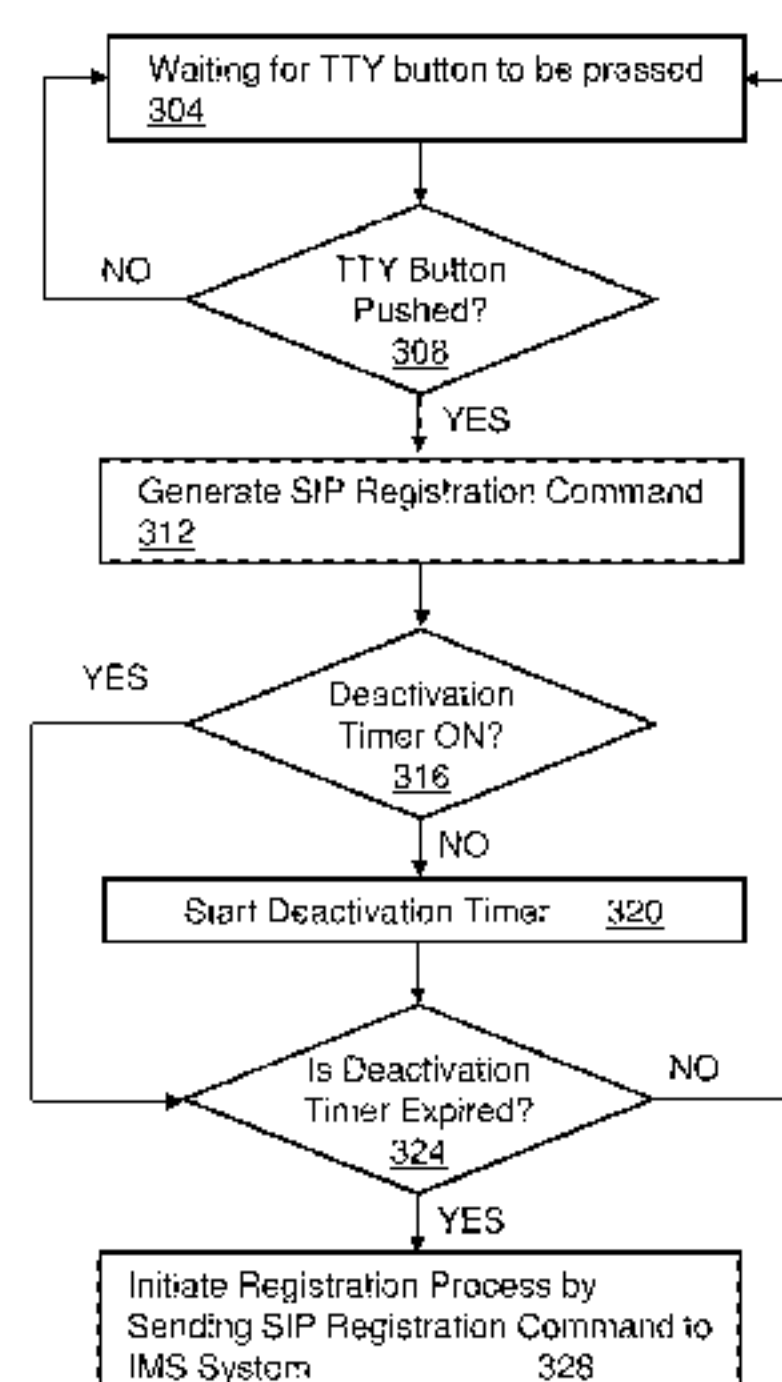 Waiting for TTY button to be pressed
304
NO
TTY Button
Pushed?
308
YES
Generate SIP Registration Command
312
YES
Deactivation
Timer ON?
316
NO
Start Deactivation Timer 320
Is Deactivation
Timer Expired?
324
NO
YES
Initiate Registration Process by
Sending SIP Registration Command to
IMS System 328